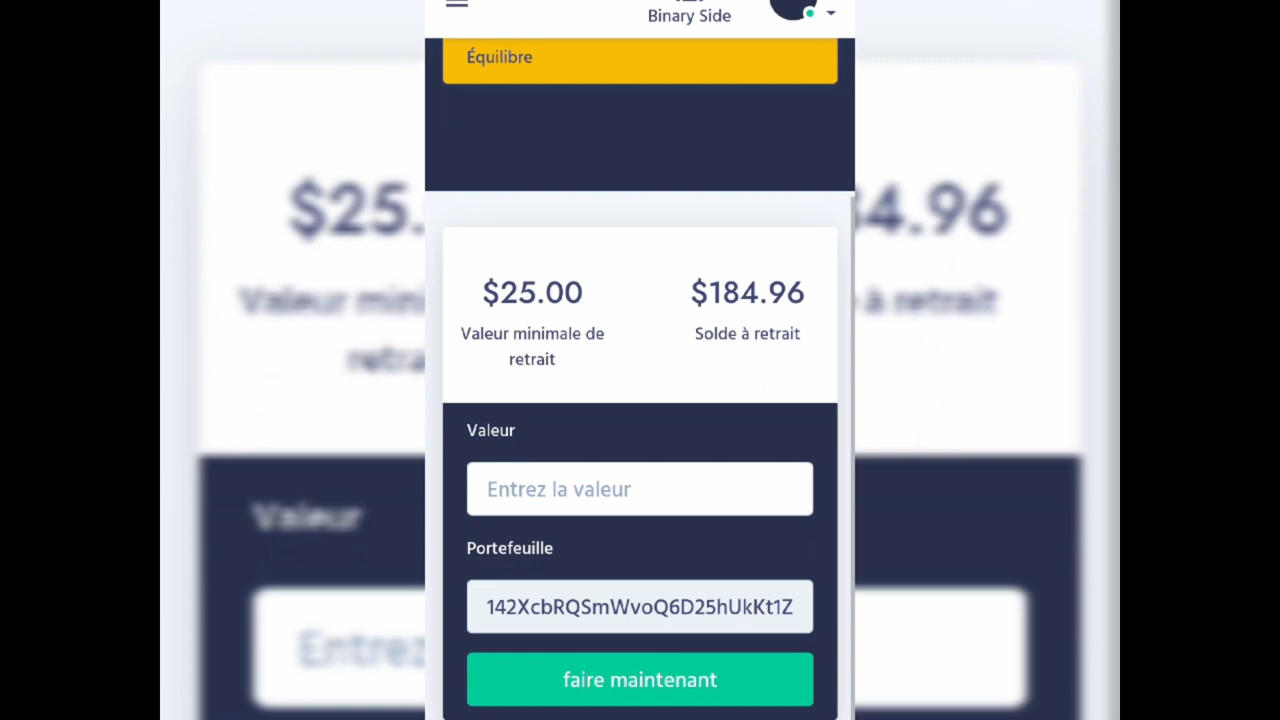 Binary Side
Équilibre
$25.00
Valeur minimale de
retrait
$184.96
Solde à retrait
Valeur
Entrez la valeur
Portefeuille
142XcbRQSmWvoQ6D25hUkKt1Z
faire maintenant